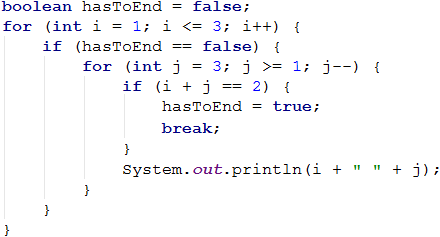 boolean hasToEnd = false;
for (int i = 1; i <= 3; i++) {
    if (hasToEnd == false) {
        for (int j = 3; j >= 1; j--) {
            if (i + j == 2) {
                hasToEnd = true;
                break;
            }
            System.out.println(i + " " + j);
        }
    }
}